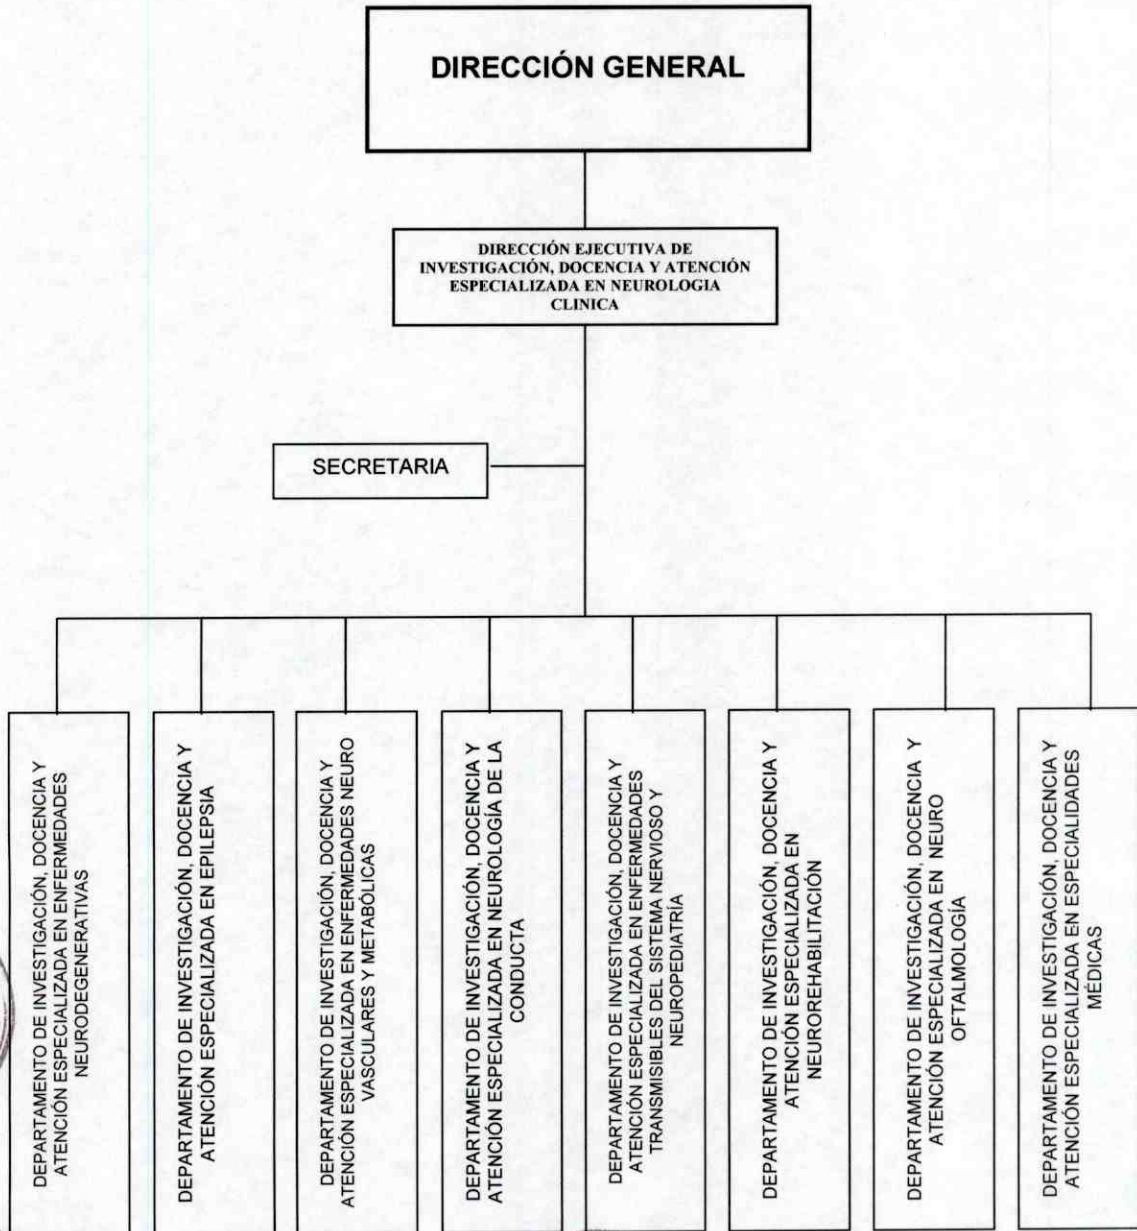 DIRECCIÓN GENERAL
DIRECCIÓN EJECUTIVA DE
INVESTIGACIÓN, DOCENCIA Y ATENCIÓN
ESPECIALIZADA EN NEUROLOGIA
CLINICA
SECRETARIA
DEPARTAMENTO DE INVESTIGACIÓN, DOCENCIA Y
ATENCIÓN ESPECIALIZADA EN ENFERMEDADES
NEURODEGENERATIVAS
DEPARTAMENTO DE INVESTIGACIÓN, DOCENCIA Y
ATENCIÓN ESPECIALIZADA EN EPILEPSIA
DEPARTAMENTO DE INVESTIGACIÓN, DOCENCIA Y
ATENCIÓN ESPECIALIZADA EN ENFERMEDADES NEURO
VASCULARES Y METABÓLICAS
DEPARTAMENTO DE INVESTIGACIÓN, DOCENCIA Y
ATENCIÓN ESPECIALIZADA EN NEUROLOGÍA DE LA
CONDUCTA
DEPARTAMENTO DE INVESTIGACIÓN, DOCENCIA Y
ATENCIÓN ESPECIALIZADA EN ENFERMEDADES
TRANSMISIBLES DEL SISTEMA NERVIOSO Y
NEUROPEDIATRÍA
DEPARTAMENTO DE INVESTIGACIÓN, DOCENCIA Y
ATENCIÓN ESPECIALIZADA EN
NEUROREHABILITACIÓN
DEPARTAMENTO DE INVESTIGACIÓN, DOCENCIA Y
ATENCIÓN ESPECIALIZADA EN NEURO
OFTALMOLOGÍA
DEPARTAMENTO DE INVESTIGACIÓN, DOCENCIA Y
ATENCIÓN ESPECIALIZADA EN ESPECIALIDADES
MÉDICAS